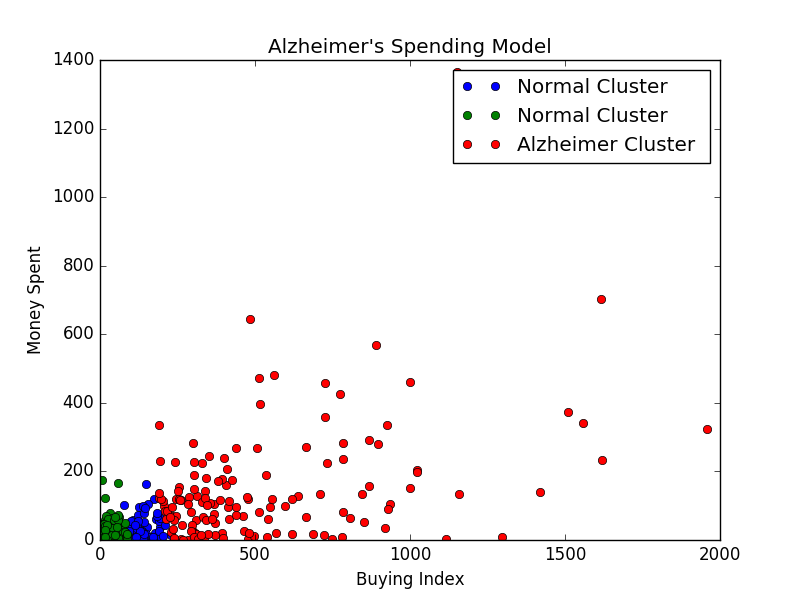 Alzheimer's Spending Model
1400
1200
1000
800
600
400
200
0
Money Spent
Normal Cluster
Normal Cluster
Alzheimer Cluster
0 500 1000 1500 2000
Buying Index